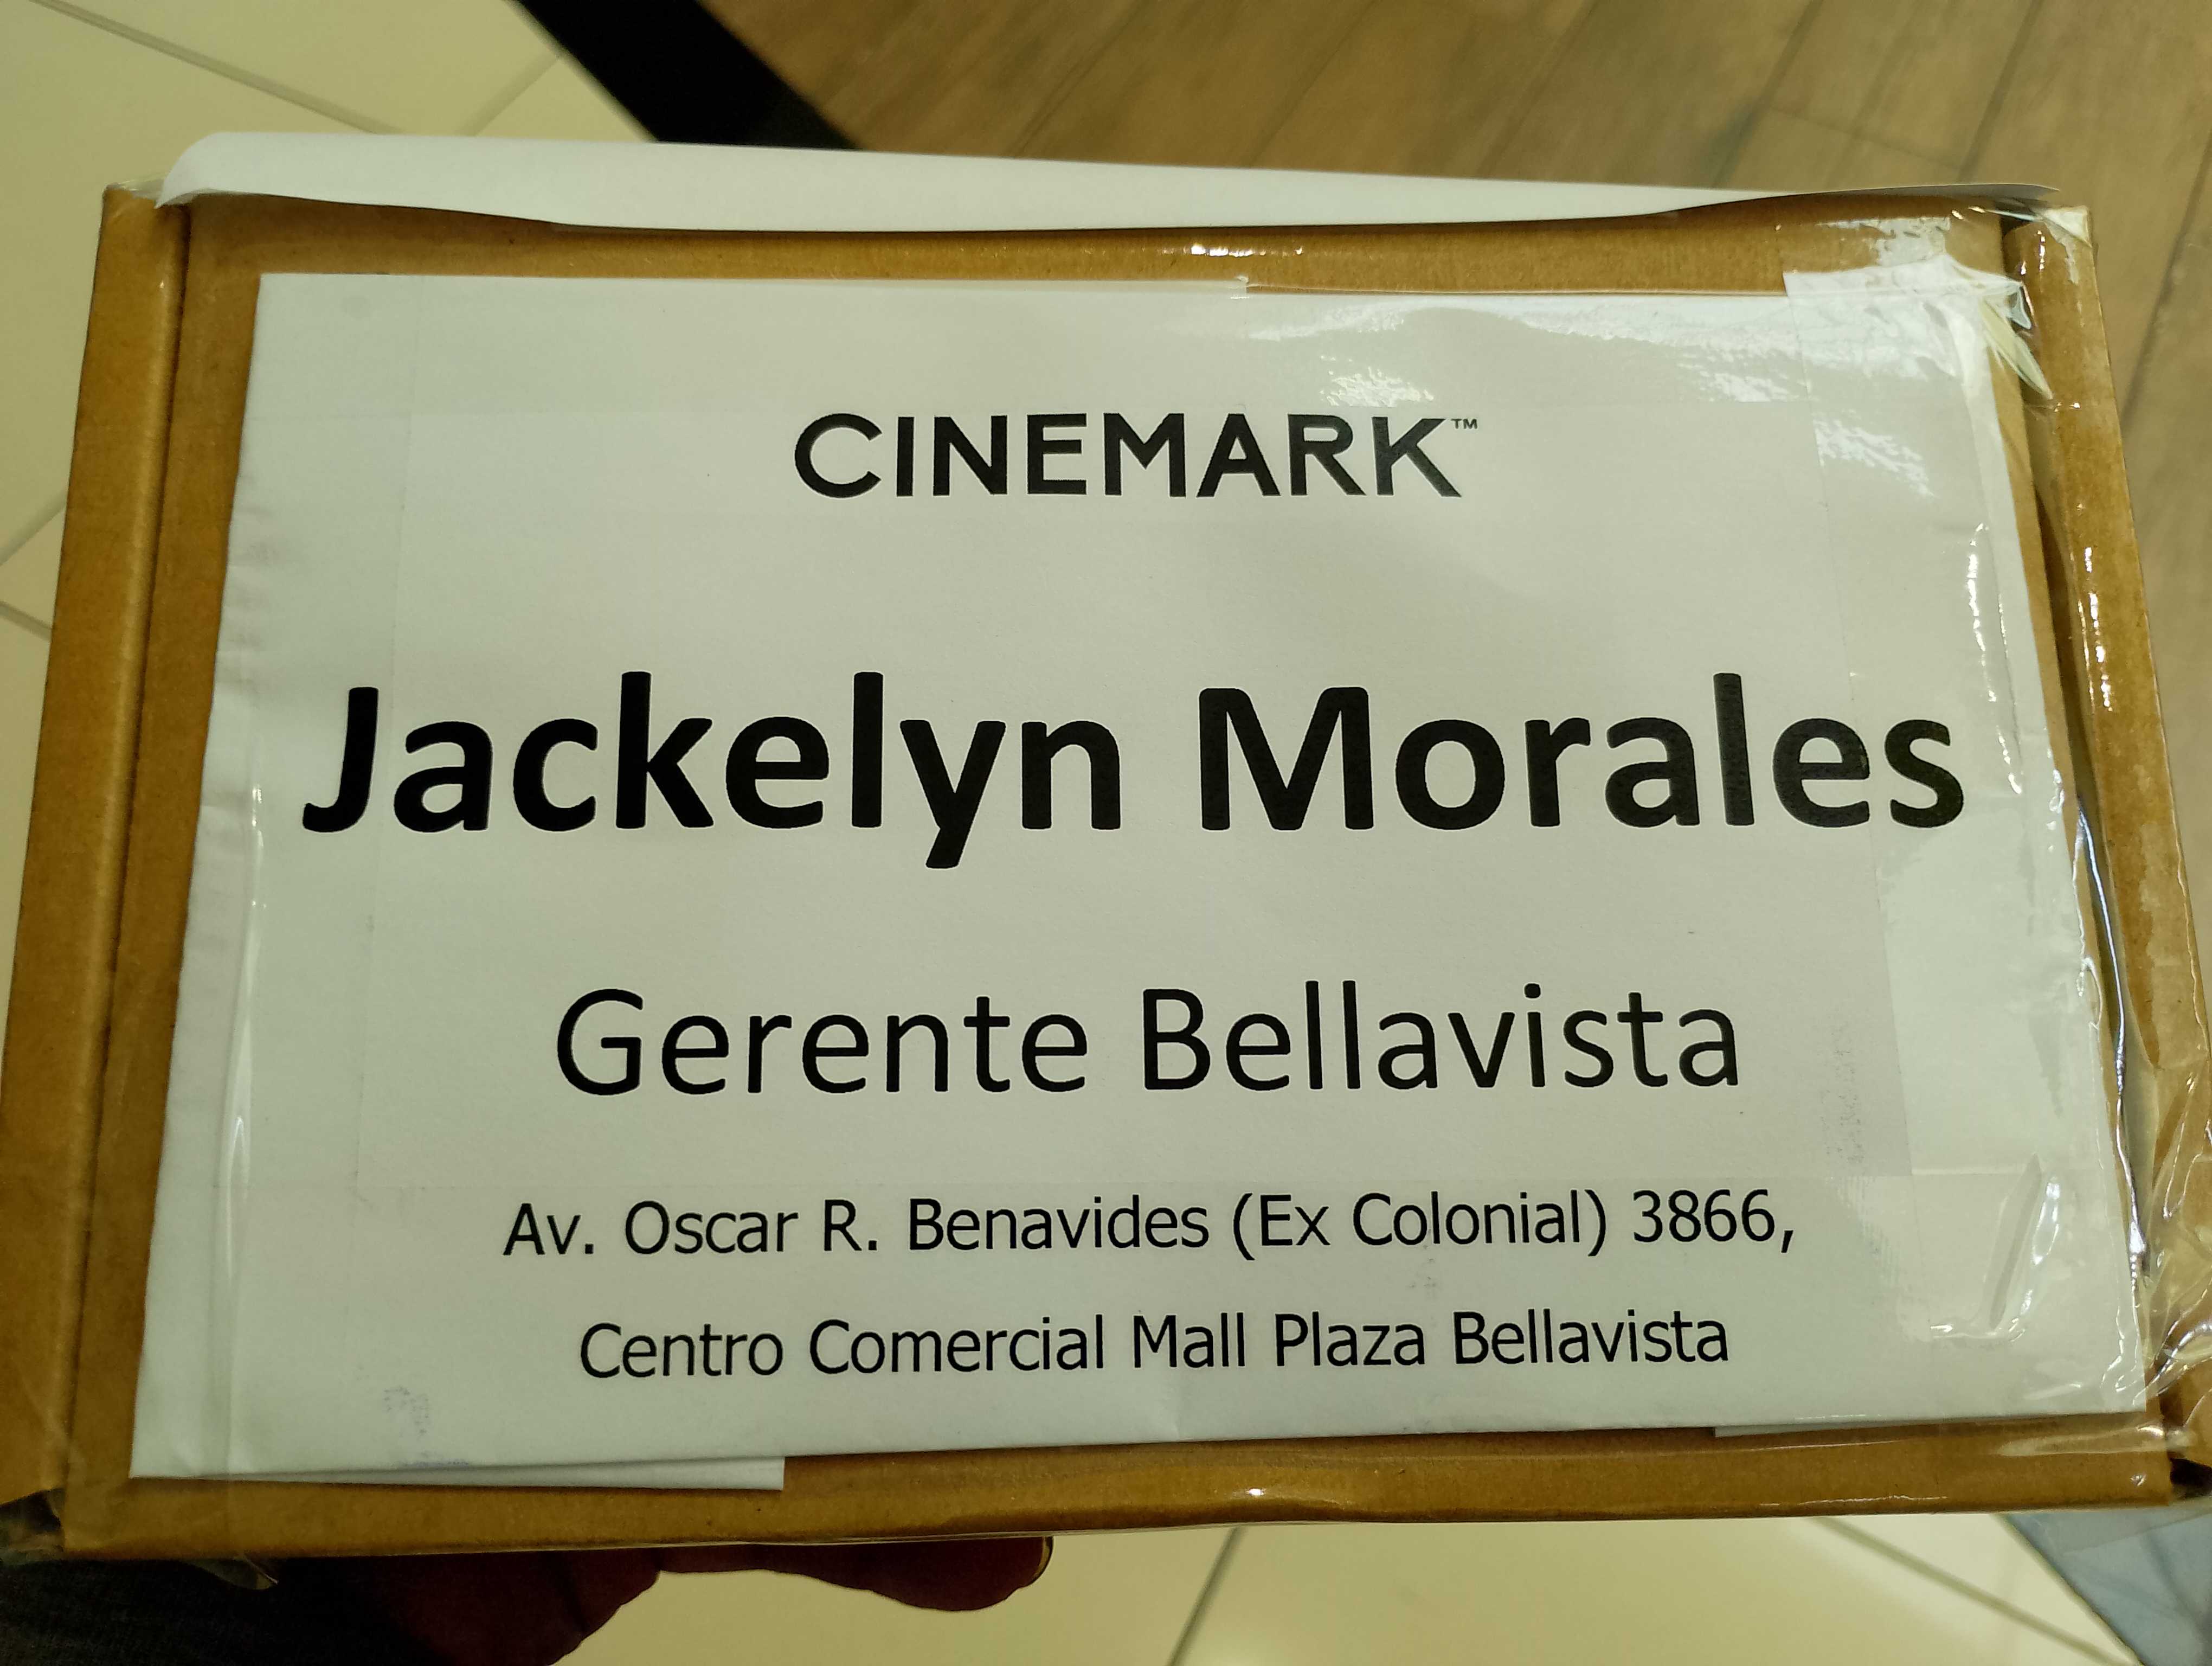 CINEMARK™
Jackelyn Morales
Gerente Bellavista
Av. Oscar R. Benavides (Ex Colonial) 3866,
Centro Comercial Mall Plaza Bellavista